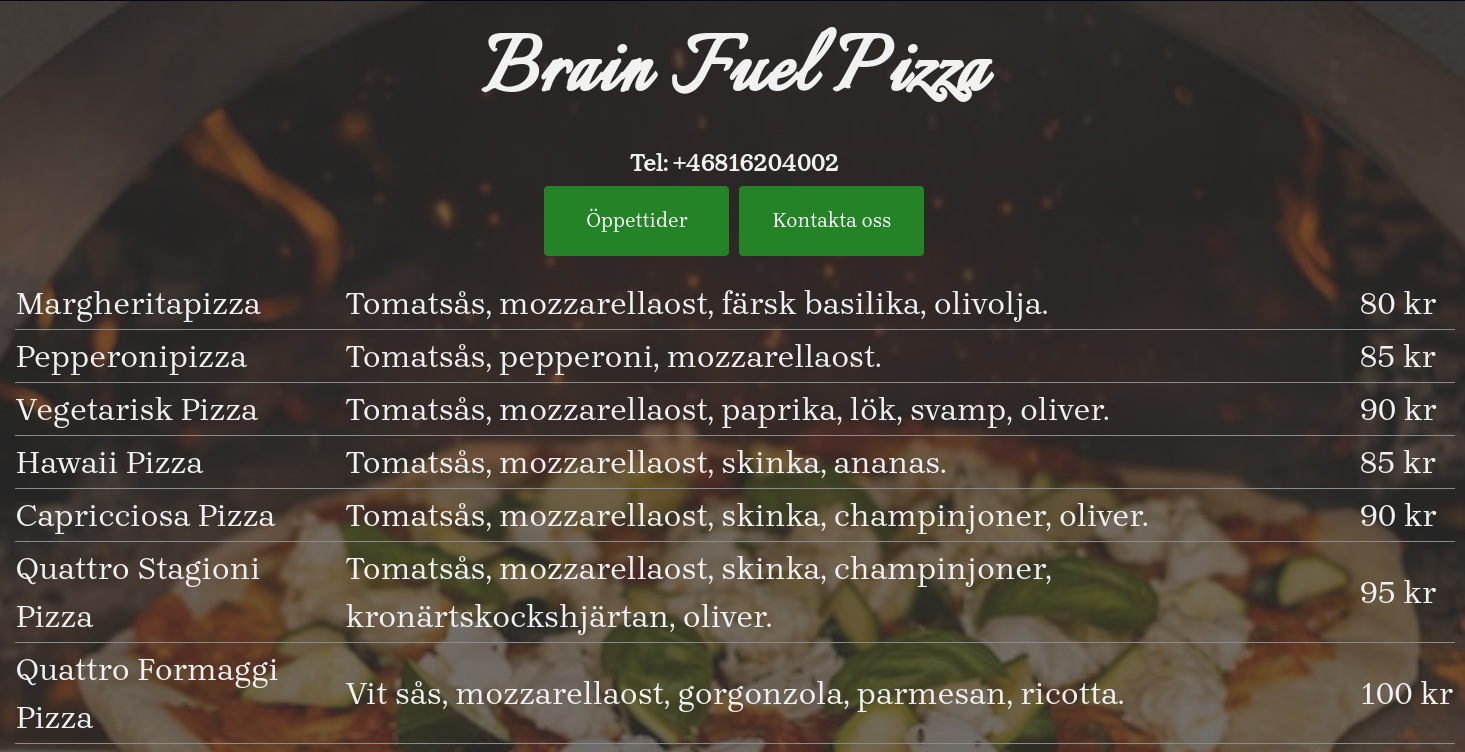 Brain Fuel Pizza
Tel: +46816204002
Öppettider Kontakta oss
Margheritapizza Tomatsås, mozzarellaost, färsk basilika, olivolja. 80 kr
Pepperonipizza Tomatsås, pepperoni, mozzarellaost. 85 kr
Vegetarisk Pizza Tomatsås, mozzarellaost, paprika, lök, svamp, oliver. 90 kr
Hawaii Pizza Tomatsås, mozzarellaost, skinka, ananas. 85 kr
Capricciosa Pizza Tomatsås, mozzarellaost, skinka, champinjoner, oliver. 90 kr
Quattro Stagioni
Pizza
Tomatsås, mozzarellaost, skinka, champinjoner,
kronärtskockshjärtan, oliver.
95 kr
Quattro Formaggi
Pizza
Vit sås, mozzarellaost, gorgonzola, parmesan, ricotta.
100 kr